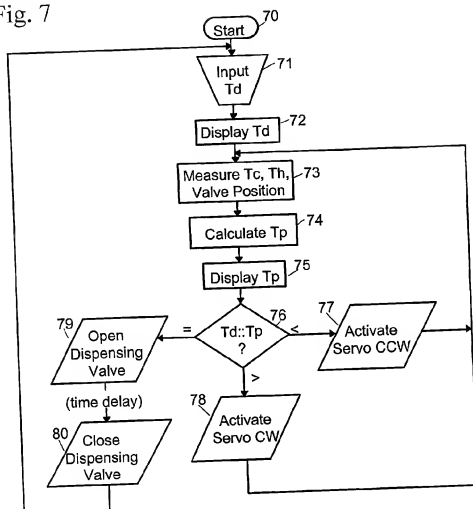 Fig. 7
Start
70
Input
Td
71
Display Td
72
Measure Tc, Th,
Valve Position
73
Calculate Tp
74
Display Tp
75
Td::Tp
?
76
=
<
>
77
Activate
Servo CCW
78
Activate
Servo CW
79
Open
Dispensing
Valve
(time delay)
80
Close
Dispensing
Valve